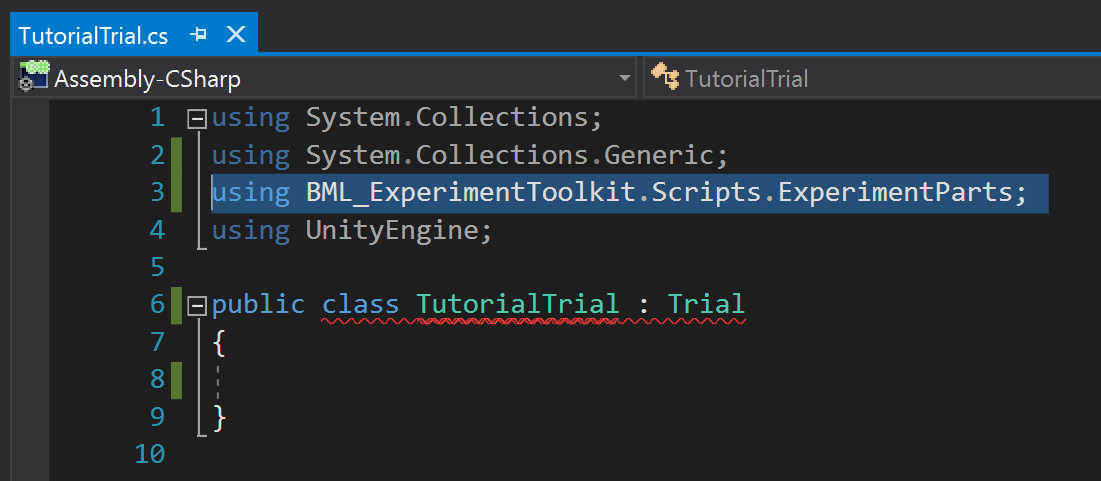 TutorialTrial.cs
Assembly-CSharp TutorialTrial
1 using System.Collections;
2 using System.Collections.Generic;
3 using BML_ExperimentToolkit.Scripts.ExperimentParts;
4 using UnityEngine;
5
6 public class TutorialTrial : Trial
7 {
8
9 }
10